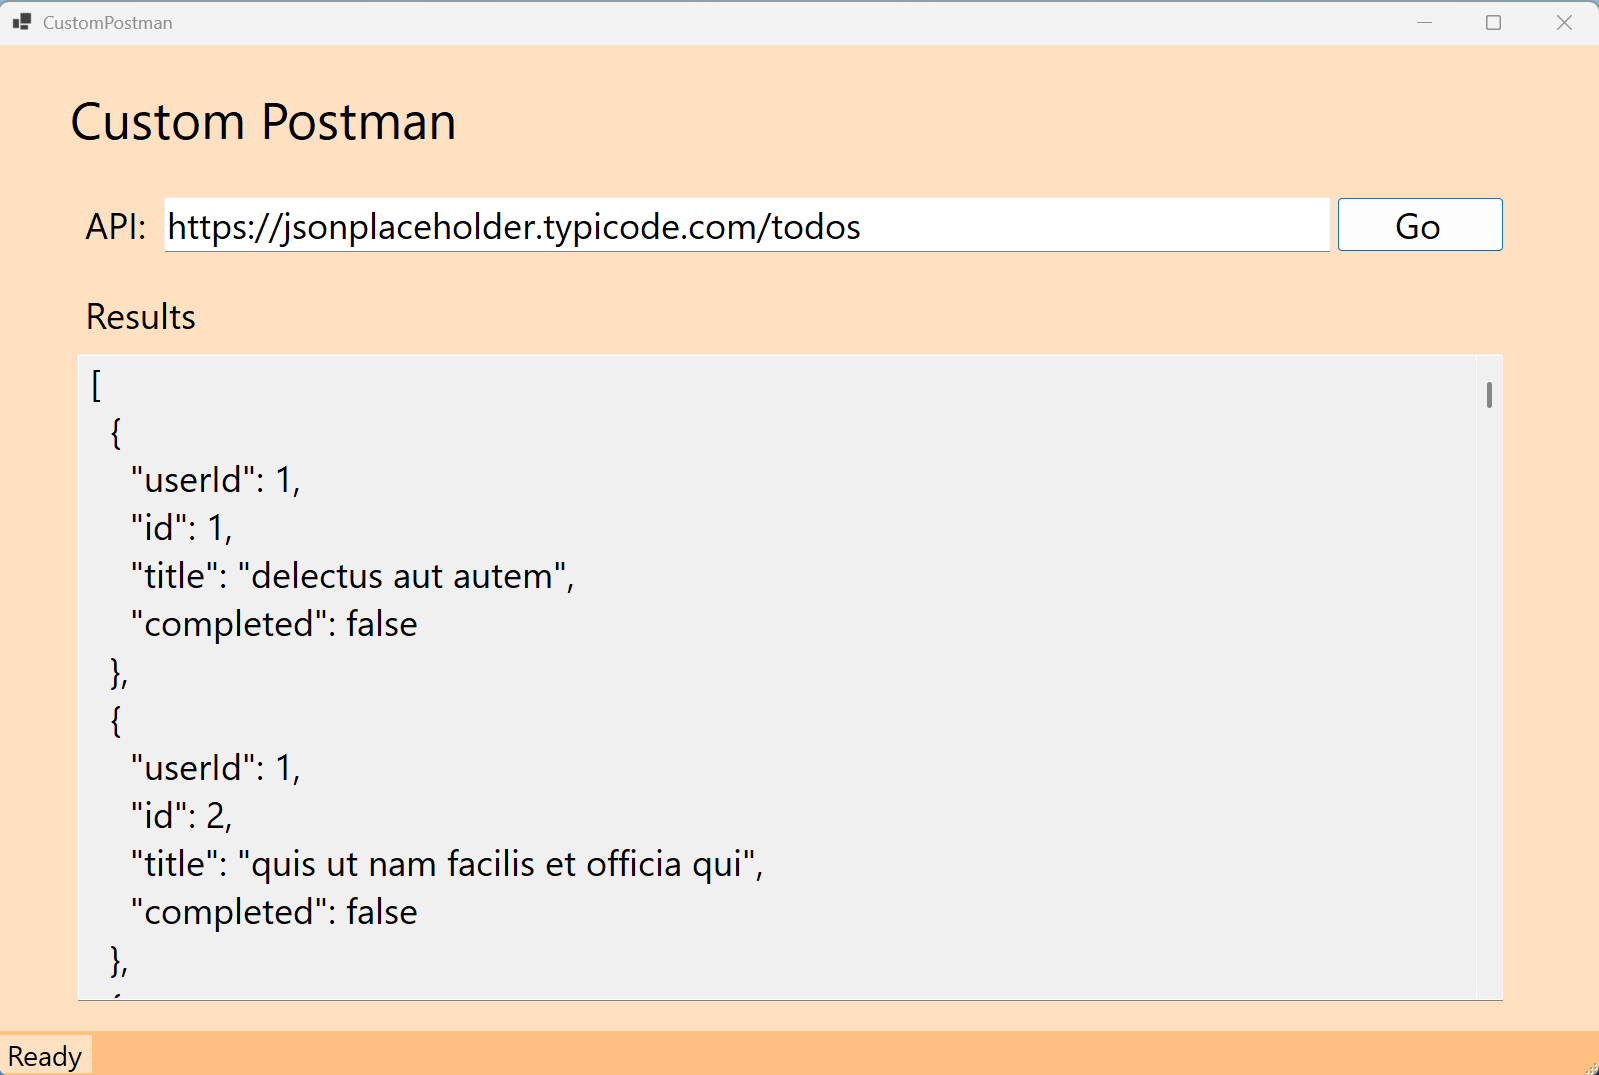 CustomPostman
Custom Postman
API: https://jsonplaceholder.typicode.com/todos Go
Results
[
{
"userId": 1,
"id": 1,
"title": "delectus aut autem",
"completed": false
},
{
"userId": 1,
"id": 2,
"title": "quis ut nam facilis et officia qui",
"completed": false
},
Ready